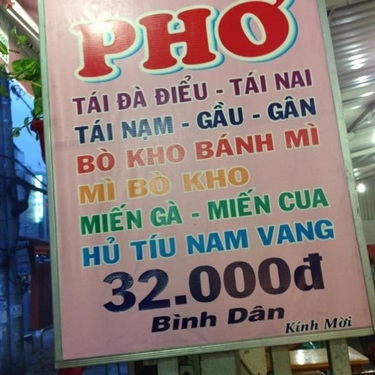 PHỞ
TÁI ĐÀ ĐIỂU - TÁI NAI
TÁI NẠM - GẦU - GÂN
BÒ KHO BÁNH MÌ
MÌ BÒ KHO
MIẾN GÀ - MIẾN CUA
HỦ TÍU NAM VANG
32.000đ
Bình Dân
Kính Mời